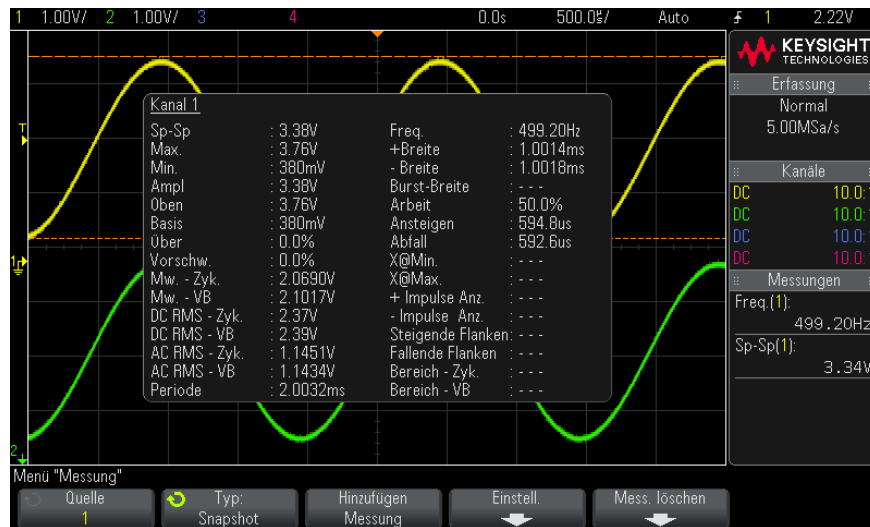 1 1.00V/ 2 1.00V/ 3 4 0.0s 500.0µ/ Auto 1 2.22V
KEYSIGHT
TECHNOLOGIES
Erfassung
Normal
5.00MSa/s
Kanäle
DC 10.0:
DC 10.0:
DC 10.0:
DC 10.0:
Messungen
Freq.(1):
499.20Hz
Sp-Sp(1):
3.34V
T
1
2
Kanal 1
Sp-Sp : 3.38V Freq. : 499.20Hz
Max. : 3.76V +Breite : 1.0014ms
Min. : 380mV - Breite : 1.0018ms
Ampl : 3.38V Burst-Breite : - - -
Oben : 3.76V Arbeit : 50.0%
Basis : 380mV Ansteigen : 594.8us
Über : 0.0% Abfall : 592.6us
Vorschw. : 0.0% X@Min. : - - -
Mw. - Zyk. : 2.0690V X@Max. : - - -
Mw. - VB : 2.1017V + Impulse Anz. : - - -
DC RMS - Zyk. : 2.37V - Impulse Anz. : - - -
DC RMS - VB : 2.39V Steigende Flanken: - - -
AC RMS - Zyk. : 1.1451V Fallende Flanken : - - -
AC RMS - VB : 1.1434V Bereich - Zyk. : - - -
Periode : 2.0032ms Bereich - VB : - - -
Menü "Messung"
Quelle
1
Typ:
Snapshot
Hinzufügen
Messung
Einstell.
Mess. löschen